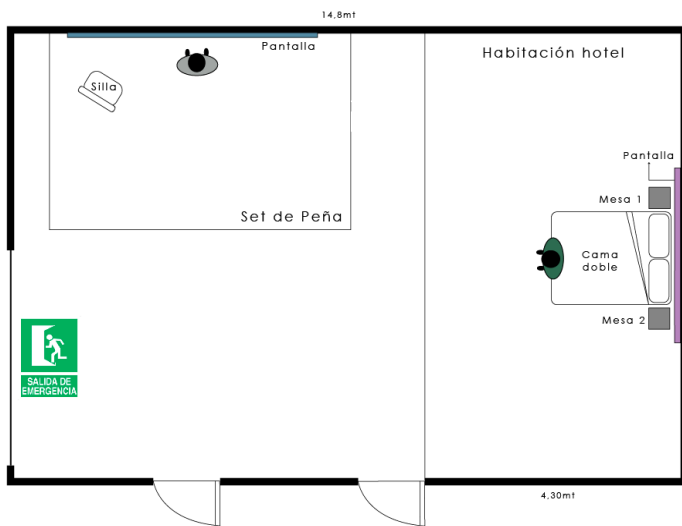 14,8mt
Pantalla
Habitación hotel
Silla
Pantalla
Mesa 1
Set de Peña
Cama
doble
Mesa 2
SALIDA DE
EMERGENCIA
4,30mt